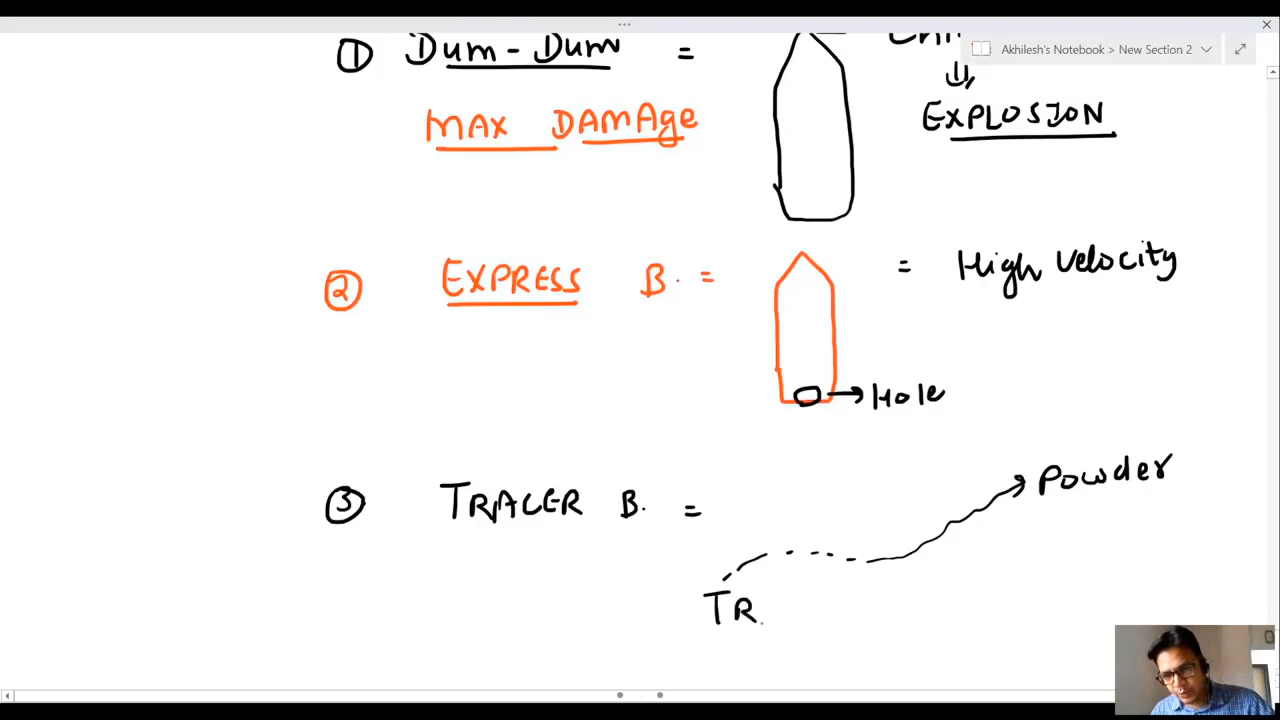 Akhilesh's Notebook > New Section 2
① Dum-Dum =
EXPLOSION
MAX DAMAge
② EXPRESS B. = = High Velocity
Hole
③ TRACER B. = Powder
TR